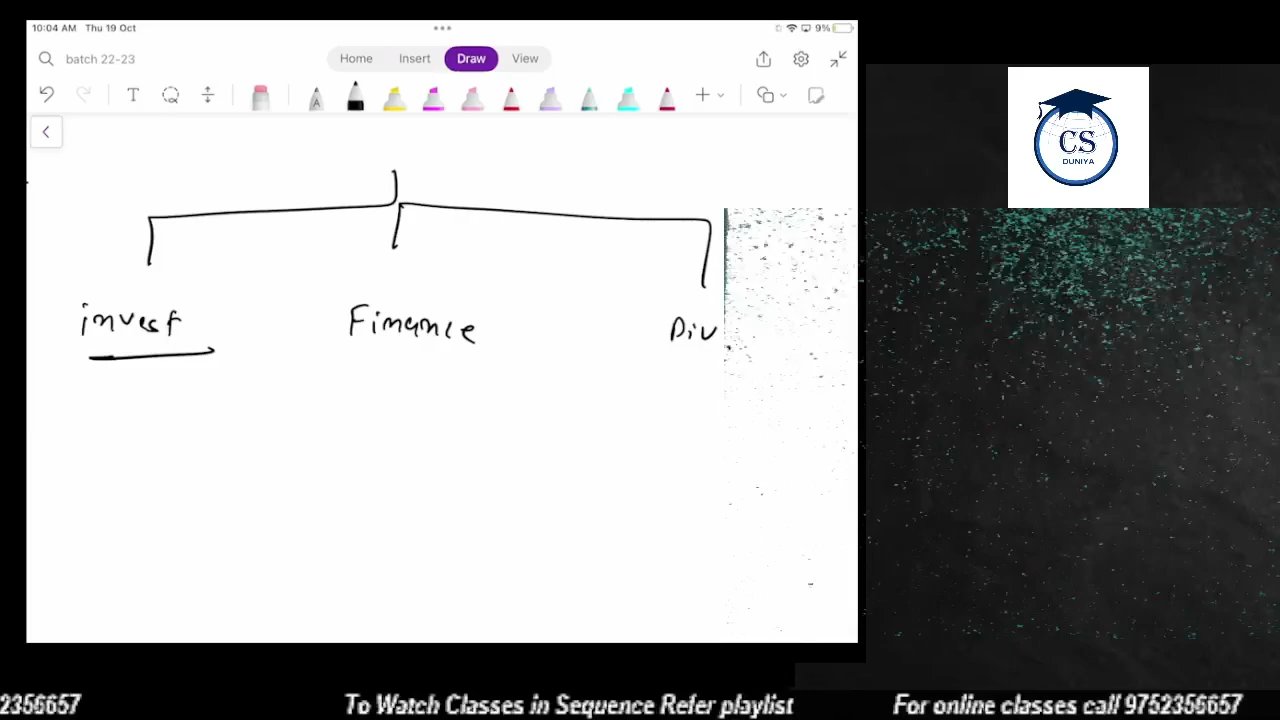 10:04 AM Thu 19 Oct
9%
batch 22-23
Home Insert Draw View
T
A
CS
DUNIYA
invest Finance Div.
2356657 To Watch Classes in Sequence Refer playlist For online classes call 9752356657